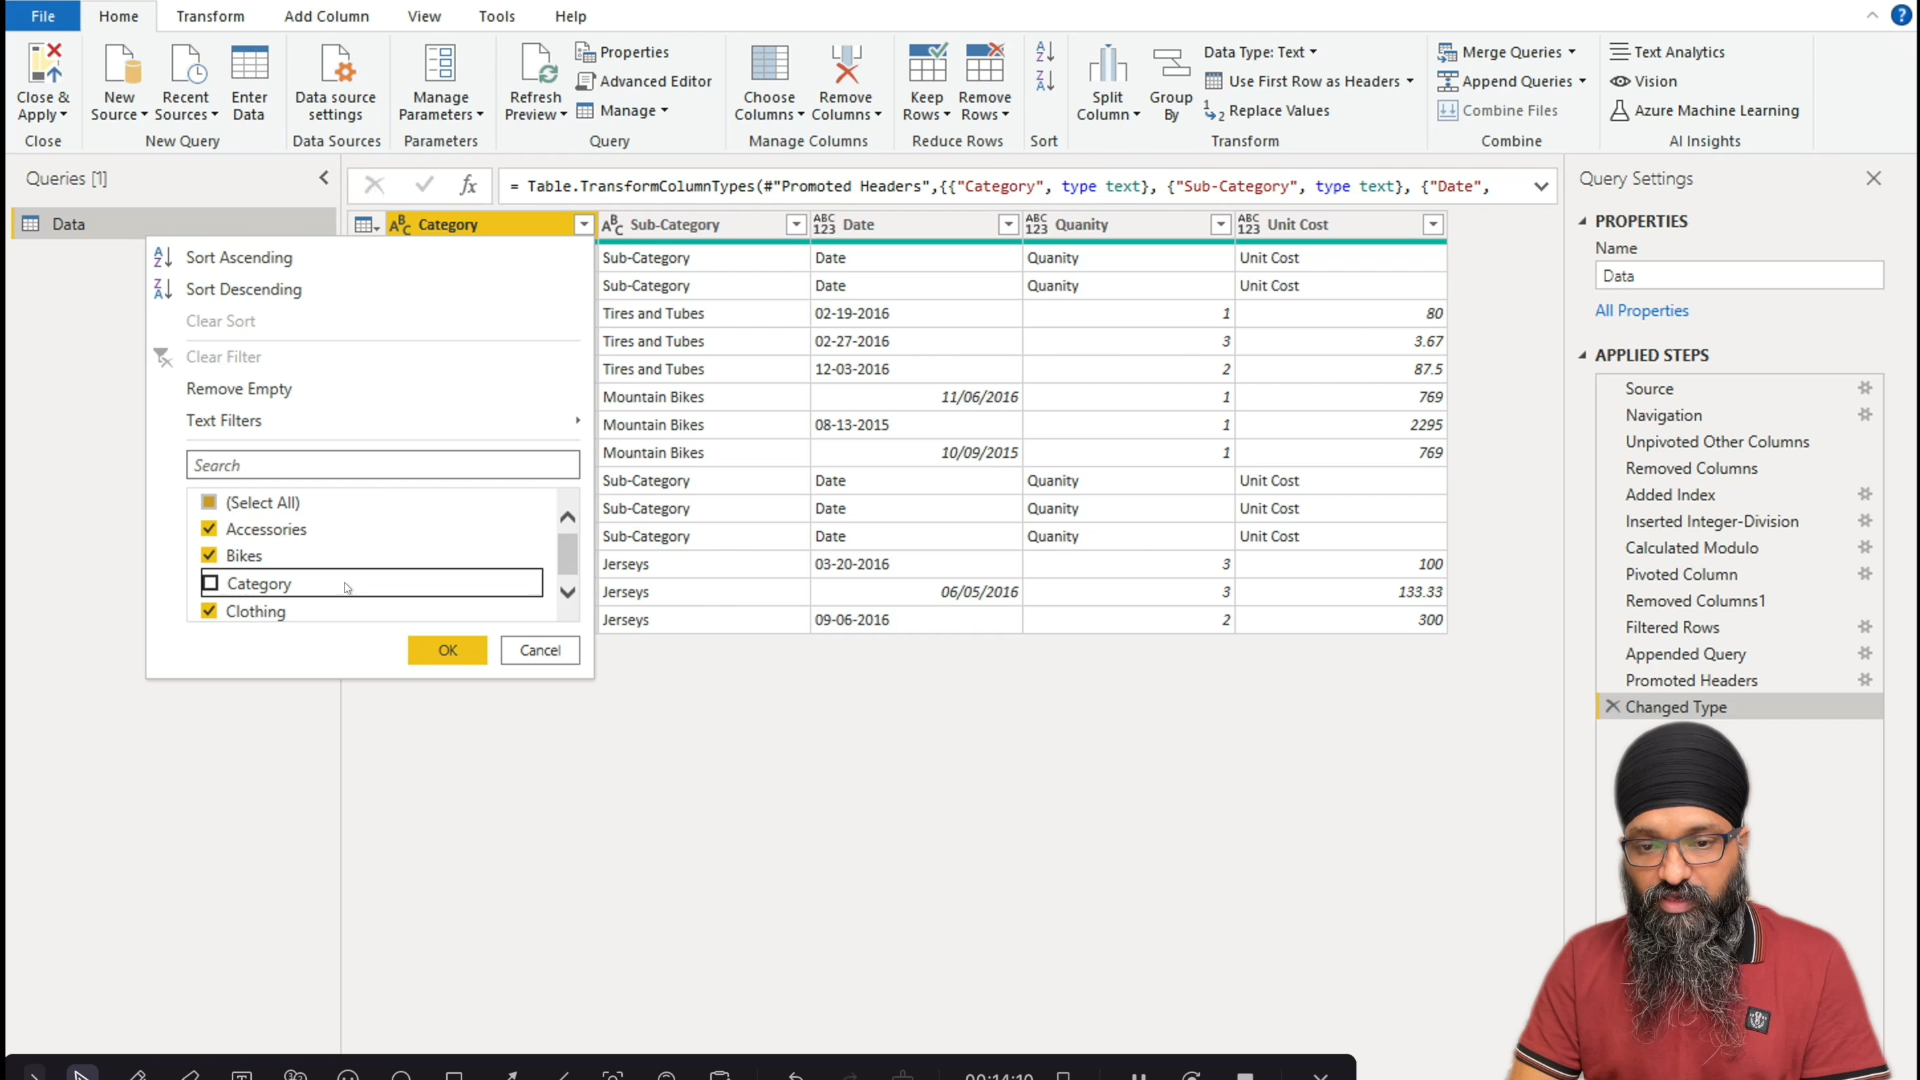 File Home Transform Add Column View Tools Help
Close & Apply New Source Recent Sources Enter Data Data source settings Manage Parameters Refresh Preview Properties Advanced Editor Manage Choose Columns Remove Columns Keep Rows Remove Rows Split Column Group By Data Type: Text Use First Row as Headers Replace Values Merge Queries Append Queries Combine Files Text Analytics Vision Azure Machine Learning
Close New Query Data Sources Parameters Query Manage Columns Reduce Rows Sort Transform Combine AI Insights
Queries [1]
Data
= Table.TransformColumnTypes(#"Promoted Headers",{{"Category", type text}, {"Sub-Category", type text}, {"Date",
Category Sub-Category Date Quanity Unit Cost
Sub-Category Date Quanity Unit Cost
Sub-Category Date Quanity Unit Cost
Tires and Tubes 02-19-2016 1 80
Tires and Tubes 02-27-2016 3 3.67
Tires and Tubes 12-03-2016 2 87.5
Mountain Bikes 11/06/2016 1 769
Mountain Bikes 08-13-2015 1 2295
Mountain Bikes 10/09/2015 1 769
Sub-Category Date Quanity Unit Cost
Sub-Category Date Quanity Unit Cost
Sub-Category Date Quanity Unit Cost
Jerseys 03-20-2016 3 100
Jerseys 06/05/2016 3 133.33
Jerseys 09-06-2016 2 300
Sort Ascending
Sort Descending
Clear Sort
Clear Filter
Remove Empty
Text Filters
Search
(Select All)
Accessories
Bikes
Category
Clothing
OK Cancel
Query Settings
PROPERTIES
Name
Data
All Properties
APPLIED STEPS
Source
Navigation
Unpivoted Other Columns
Removed Columns
Added Index
Inserted Integer-Division
Calculated Modulo
Pivoted Column
Removed Columns1
Filtered Rows
Appended Query
Promoted Headers
Changed Type
00:14:10